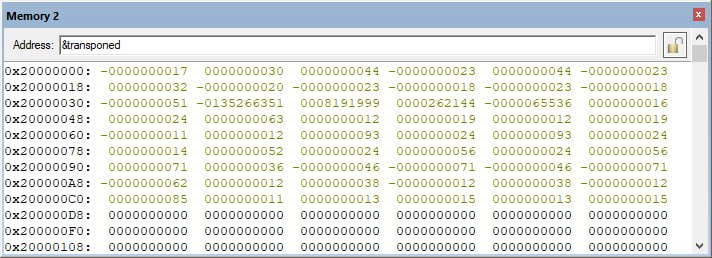 Memory 2
Address: &transponed
0x20000000: -0000000017 0000000030 0000000044 -0000000023 0000000044 -0000000023
0x20000018: 0000000032 -0000000020 -0000000023 -0000000018 -0000000023 -0000000018
0x20000030: -0000000051 -0135266351 0008191999 0000262144 -0000065536 0000000016
0x20000048: 0000000024 0000000063 0000000012 0000000019 0000000012 0000000019
0x20000060: -0000000011 0000000012 0000000093 0000000024 0000000093 0000000024
0x20000078: 0000000014 0000000052 0000000024 0000000056 0000000024 0000000056
0x20000090: 0000000071 0000000036 -0000000046 -0000000071 -0000000046 -0000000071
0x200000A8: -0000000062 0000000012 0000000038 -0000000012 0000000038 -0000000012
0x200000C0: 0000000085 0000000011 0000000013 0000000015 0000000013 0000000015
0x200000D8: 0000000000 0000000000 0000000000 0000000000 0000000000 0000000000
0x200000F0: 0000000000 0000000000 0000000000 0000000000 0000000000 0000000000
0x20000108: 0000000000 0000000000 0000000000 0000000000 0000000000 0000000000